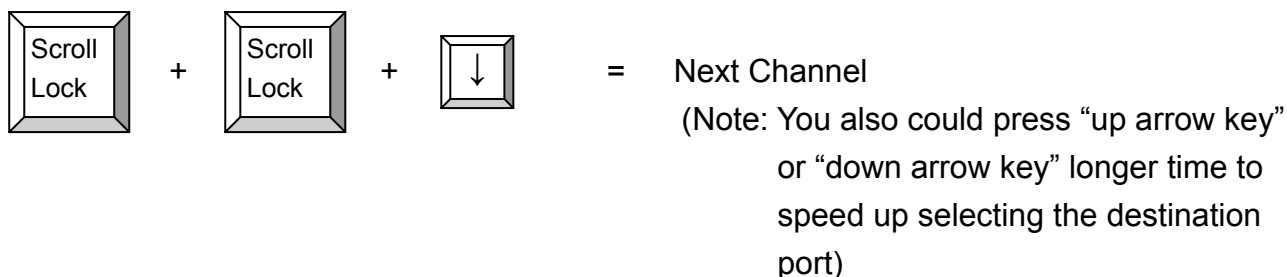 Scroll Lock + Scroll Lock + ↓ = Next Channel
(Note: You also could press “up arrow key”
or “down arrow key” longer time to
speed up selecting the destination
port)